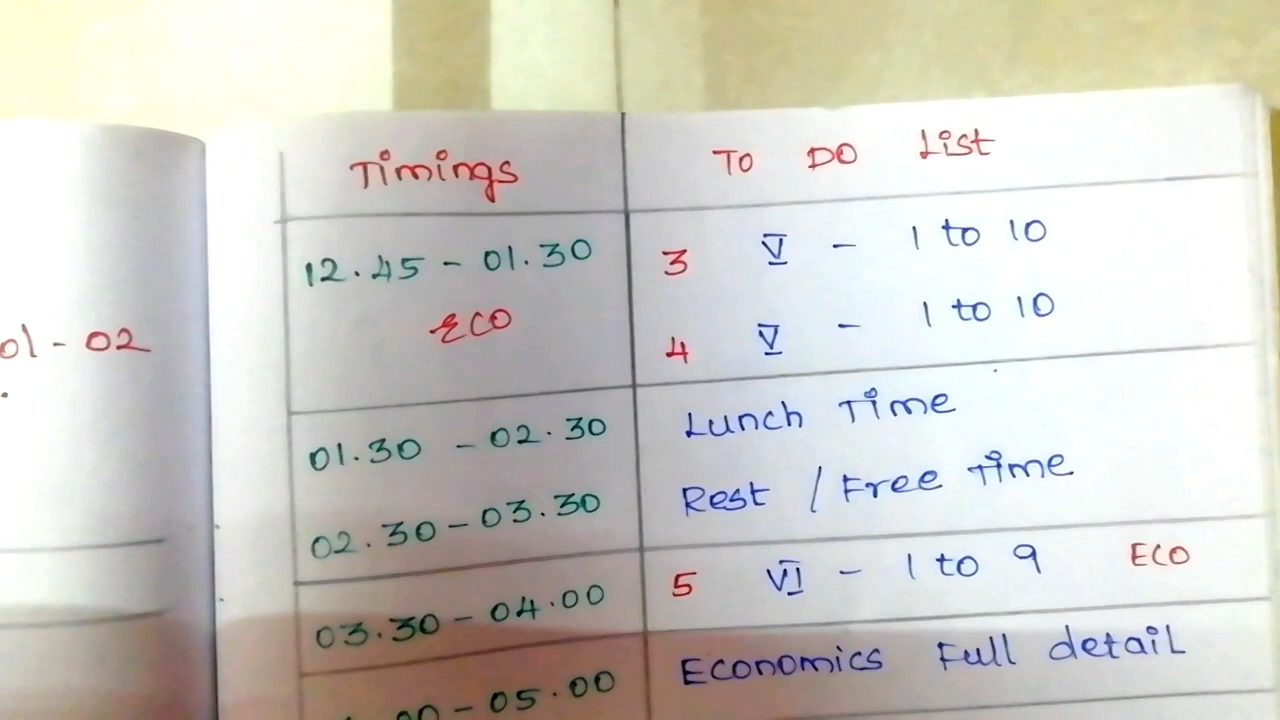 01 - 02
Timings TO DO List
12.45 - 01.30 3 V - 1 to 10
ECO
4 V - 1 to 10
01.30 - 02.30 Lunch Time
02.30 - 03.30 Rest / Free Time
03.30 - 04.00 5 VI - 1 to 9 ECO
- 05.00 Economics Full detail